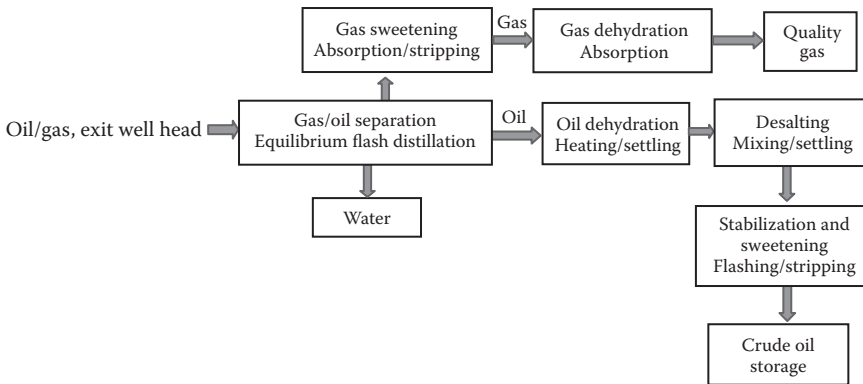 Gas sweetening
Absorption/stripping
Gas
Gas dehydration
Absorption
Quality
gas
Oil/gas, exit well head
Gas/oil separation
Equilibrium flash distillation
Oil
Oil dehydration
Heating/settling
Desalting
Mixing/settling
Water
Stabilization and
sweetening
Flashing/stripping
Crude oil
storage